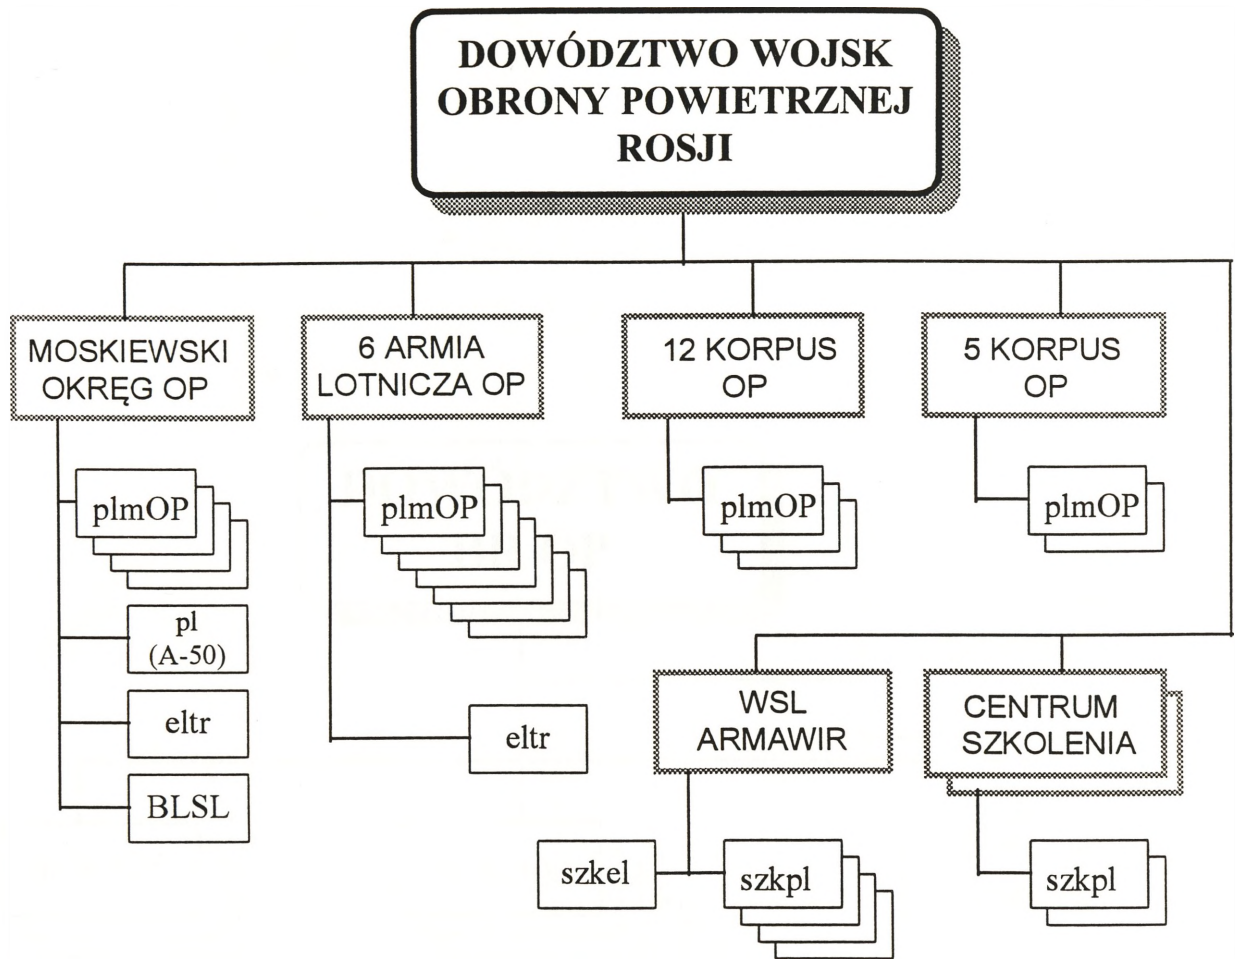 DOWÓDZTWO WOJSK
OBRONY POWIETRZNEJ
ROSJI
MOSKIEWSKI
OKRĘG OP
6 ARMIA
LOTNICZA OP
12 KORPUS
OP
5 KORPUS
OP
plmOP
plmOP
plmOP
plmOP
pl
(A-50)
eltr
BLSL
eltr
WSL
ARMAWIR
CENTRUM
SZKOLENIA
szkel
szkpl
szkpl